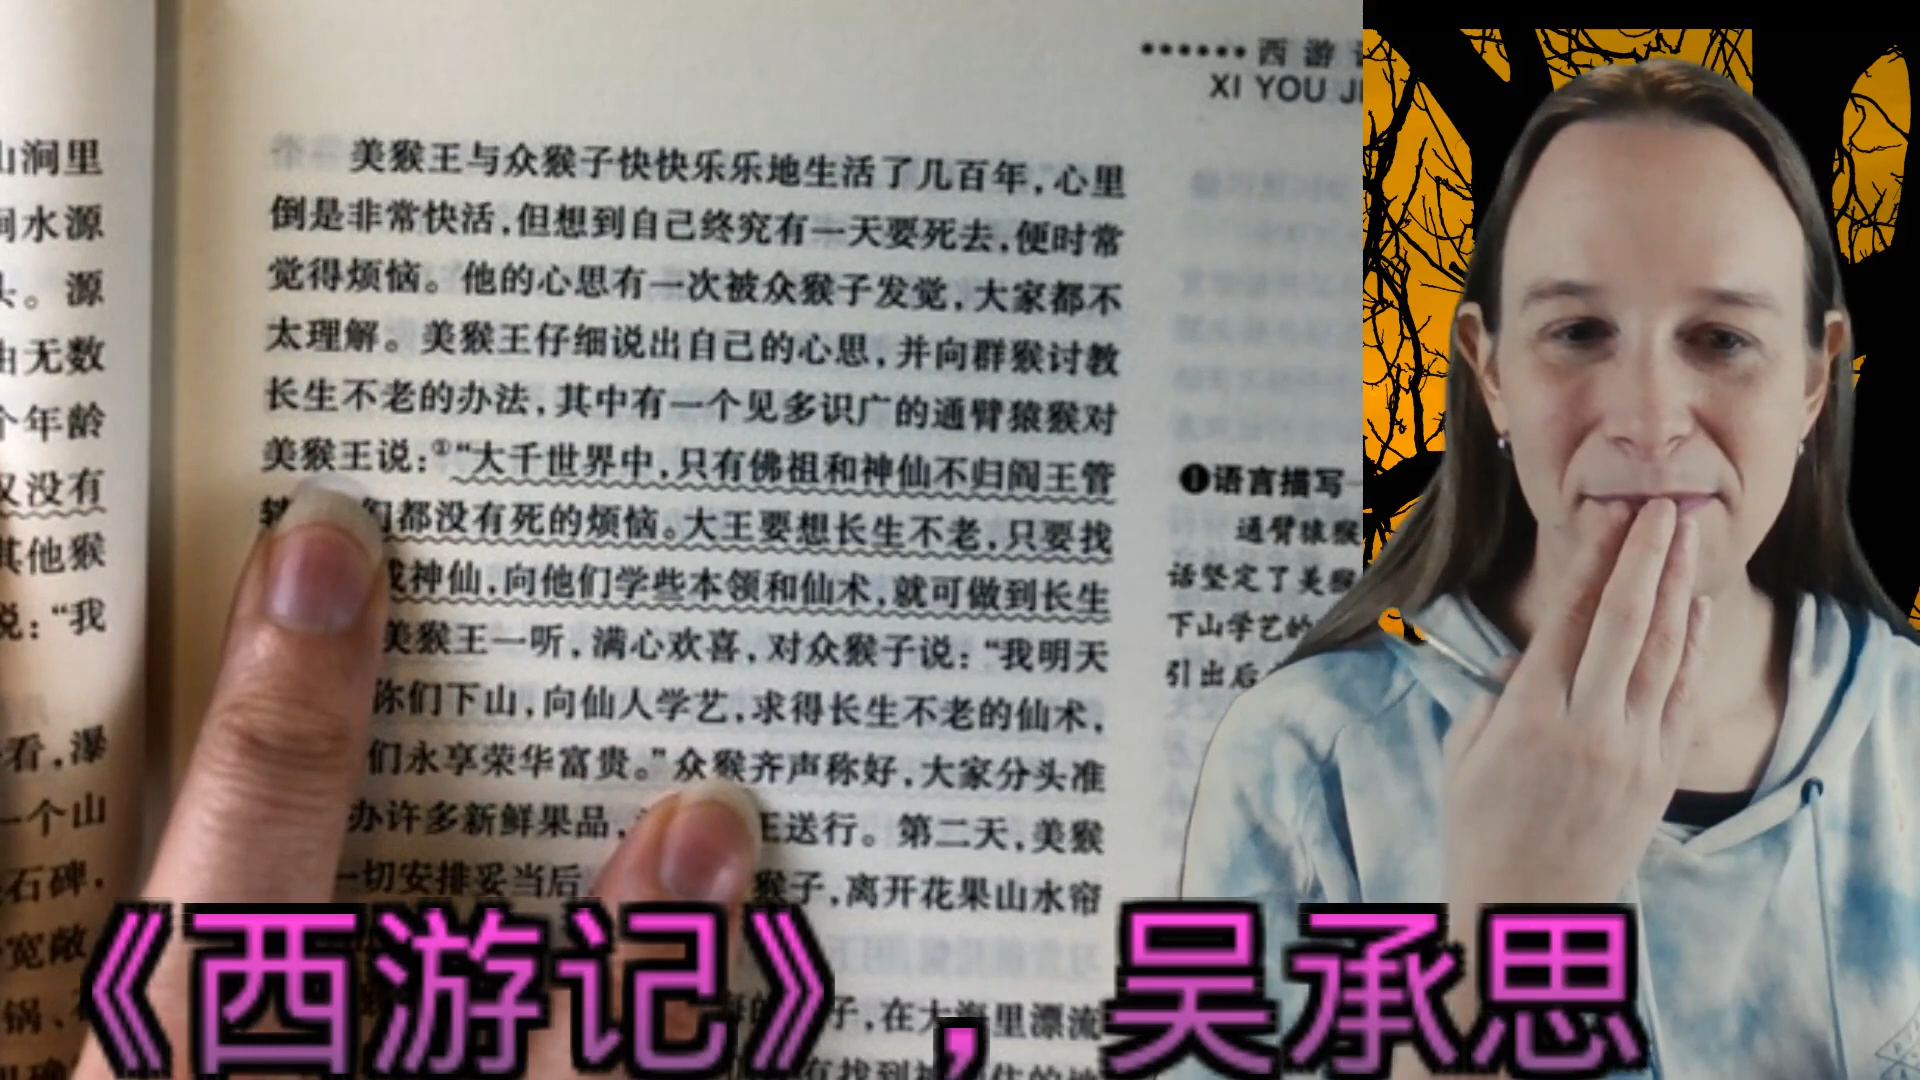 山涧里
涧水源
头。源
由无数
个年龄
又没有
其他猴
说：“我
看，瀑
一个山
石碑，
宽敞
锅、
西游
XI YOU JI
美猴王与众猴子快快乐乐地生活了几百年，心里
倒是非常快活，但想到自己终究有一天要死去，便时常
觉得烦恼。他的心思有一次被众猴子发觉，大家都不
太理解。美猴王仔细说出自己的心思，并向群猴讨教
长生不老的办法，其中有一个见多识广的通臂猿猴对
美猴王说：①“大千世界中，只有佛祖和神仙不归阎王管
都没有死的烦恼。大王要想长生不老，只要找
或神仙，向他们学些本领和仙术，就可做到长生
美猴王一听，满心欢喜，对众猴子说：“我明天
你们下山，向仙人学艺，求得长生不老的仙术，
们永享荣华富贵。”众猴齐声称好，大家分头准
办许多新鲜果品，王送行。第二天，美猴
一切安排妥当后，猴子，离开花果山水帘
子，在大海里漂流
有找到神
❶语言描写
通臂猿猴
话坚定了美猴
下山学艺的
引出后
《西游记》，吴承思